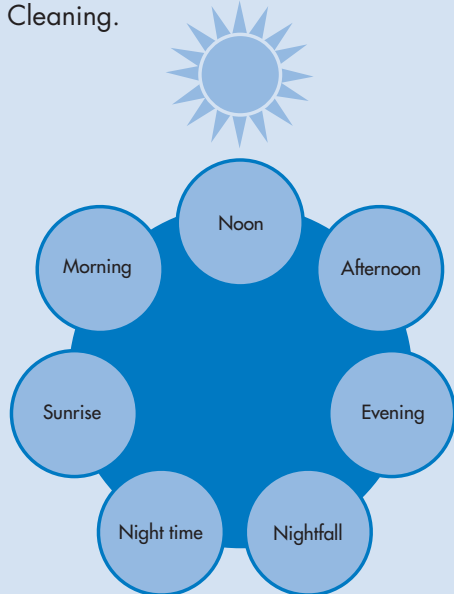 Cleaning.
Noon
Morning
Afternoon
Sunrise
Evening
Night time
Nightfall